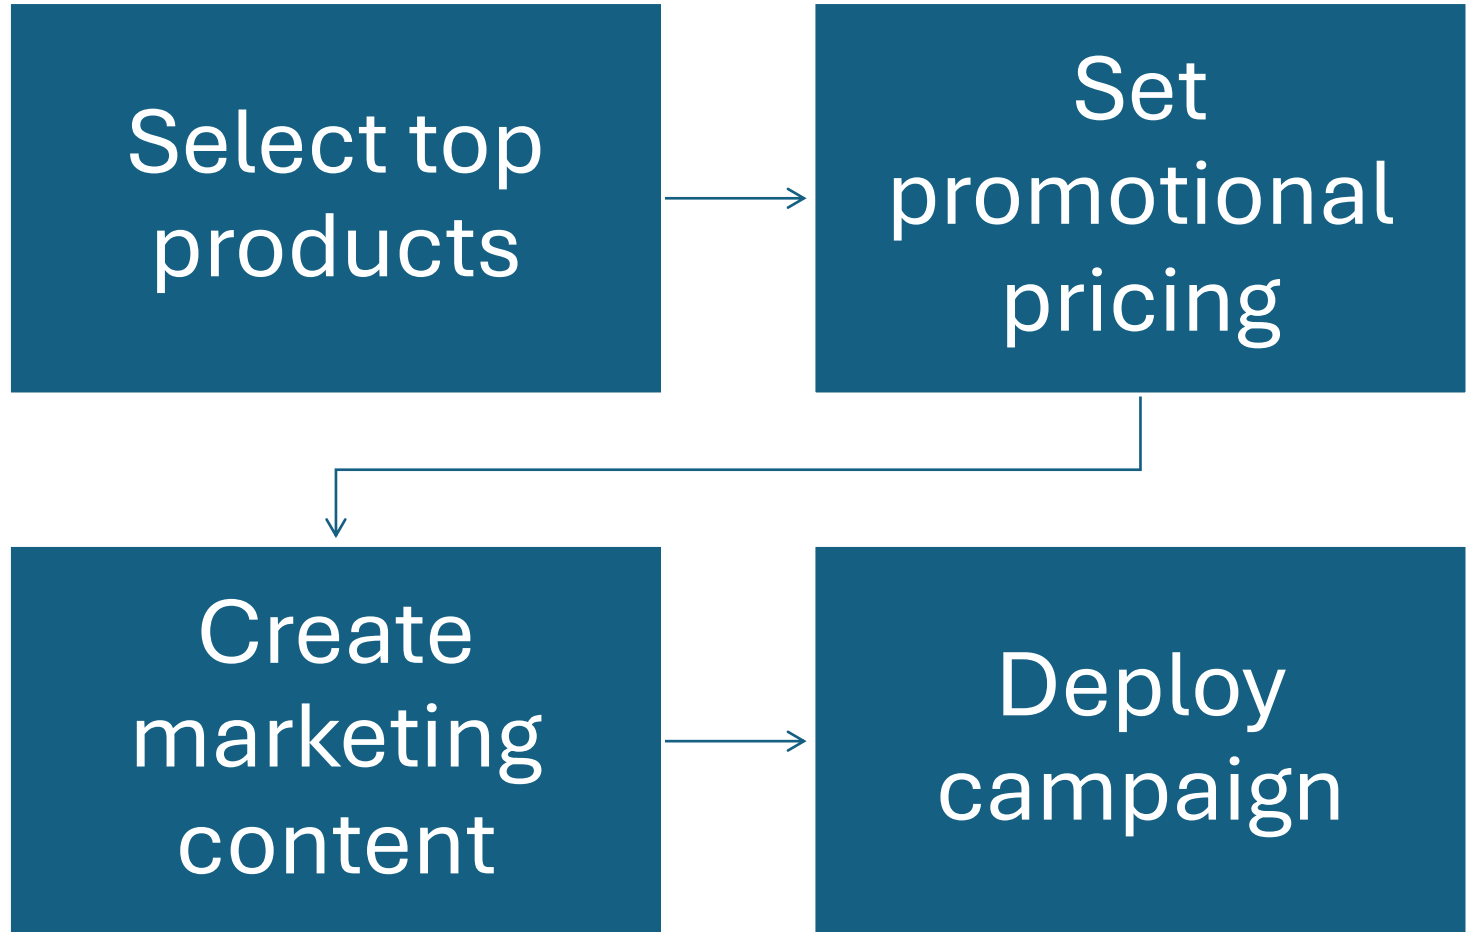 Select top
products
Set
promotional
pricing
Create
marketing
content
Deploy
campaign